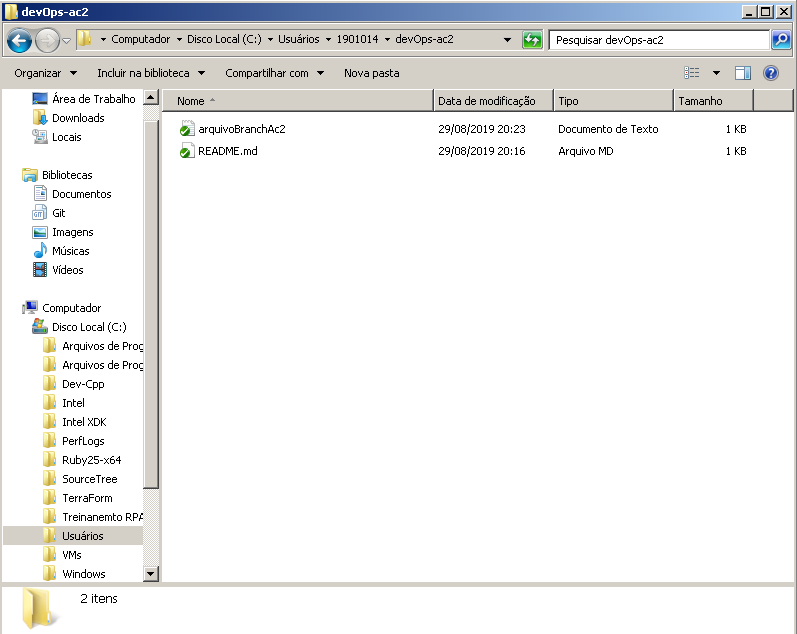 devOps-ac2
Computador Disco Local (C:) Usuários 1901014 devOps-ac2
Pesquisar devOps-ac2
Organizar Incluir na biblioteca Compartilhar com Nova pasta
Área de Trabalho
Downloads
Locais
Bibliotecas
Documentos
Git
Imagens
Músicas
Vídeos
Computador
Disco Local (C:)
Arquivos de Prog
Arquivos de Prog
Dev-Cpp
Intel
Intel XDK
PerfLogs
Ruby25-x64
SourceTree
TerraForm
Treinanemto RPA
Usuários
VMs
Windows
Nome Data de modificação Tipo Tamanho
arquivoBranchAc2 29/08/2019 20:23 Documento de Texto 1 KB
README.md 29/08/2019 20:16 Arquivo MD 1 KB
2 itens